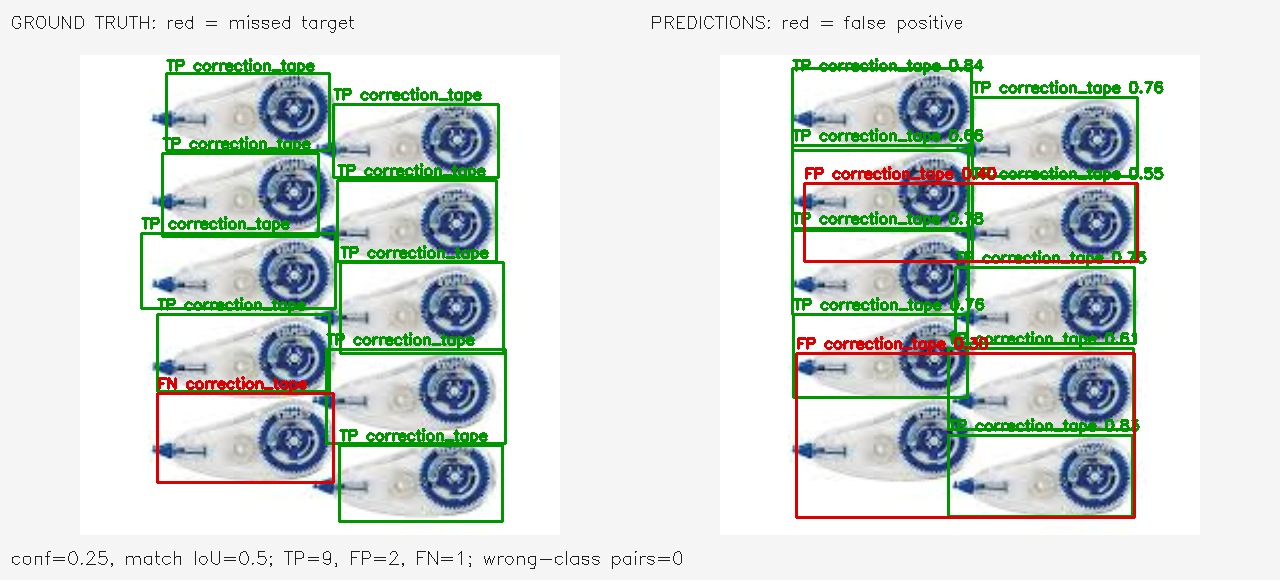 GROUND TRUTH: red = missed target
PREDICTIONS: red = false positive
TP correction_tape
TP correction_tape
TP correction_tape
TP correction_tape
TP correction_tape
TP correction_tape
TP correction_tape
TP correction_tape
FN correction_tape
TP correction_tape
TP correction_tape 0.84
TP correction_tape 0.76
TP correction_tape 0.66
FP correction_tape 0.40
correction_tape 0.55
TP correction_tape 0.78
TP correction_tape 0.75
TP correction_tape 0.76
FP correction_tape 0.30
correction_tape 0.61
TP correction_tape 0.83
conf=0.25, match IoU=0.5; TP=9, FP=2, FN=1; wrong-class pairs=0